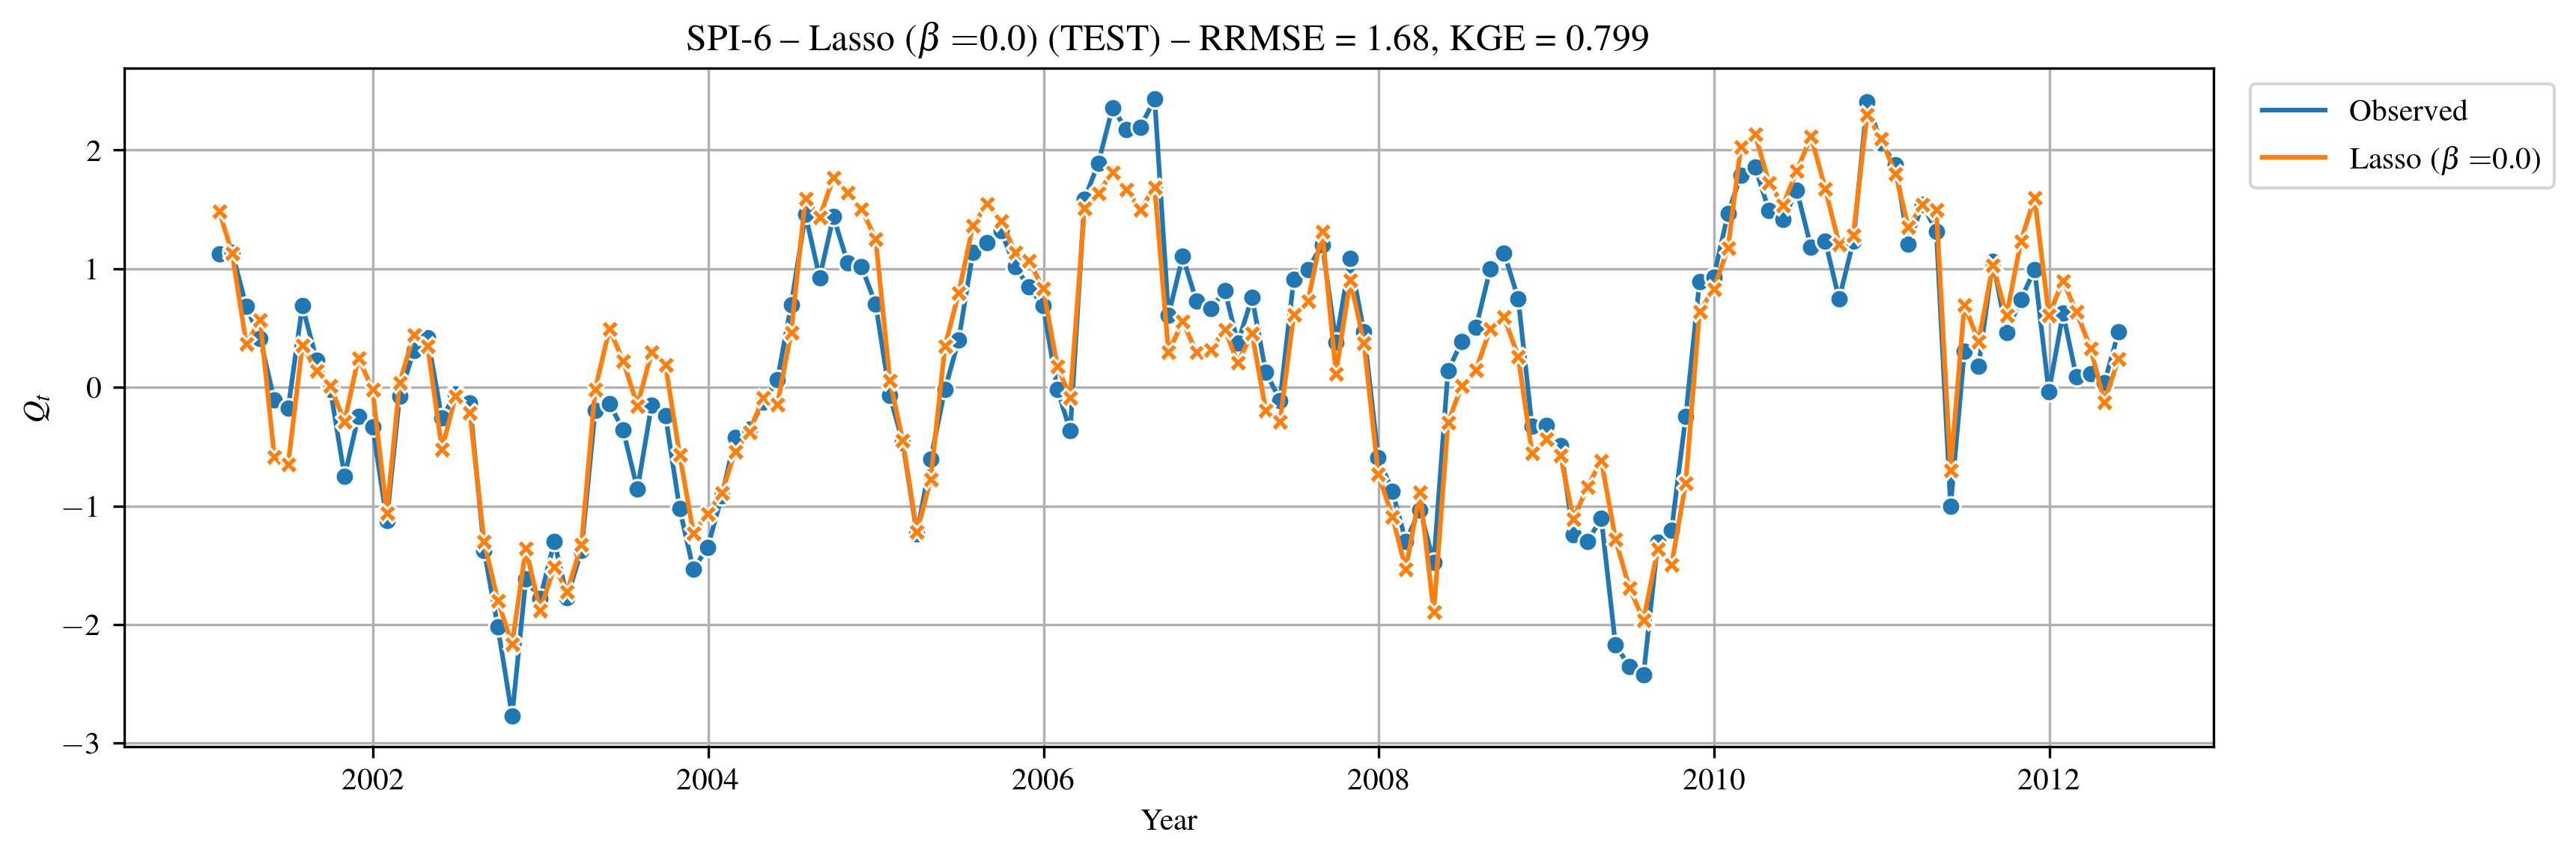 SPI-6 – Lasso (β =0.0) (TEST) – RRMSE = 1.68, KGE = 0.799
Observed
Lasso (β =0.0)
2
1
0
−1
−2
−3
Qt
2002 2004 2006 2008 2010 2012
Year